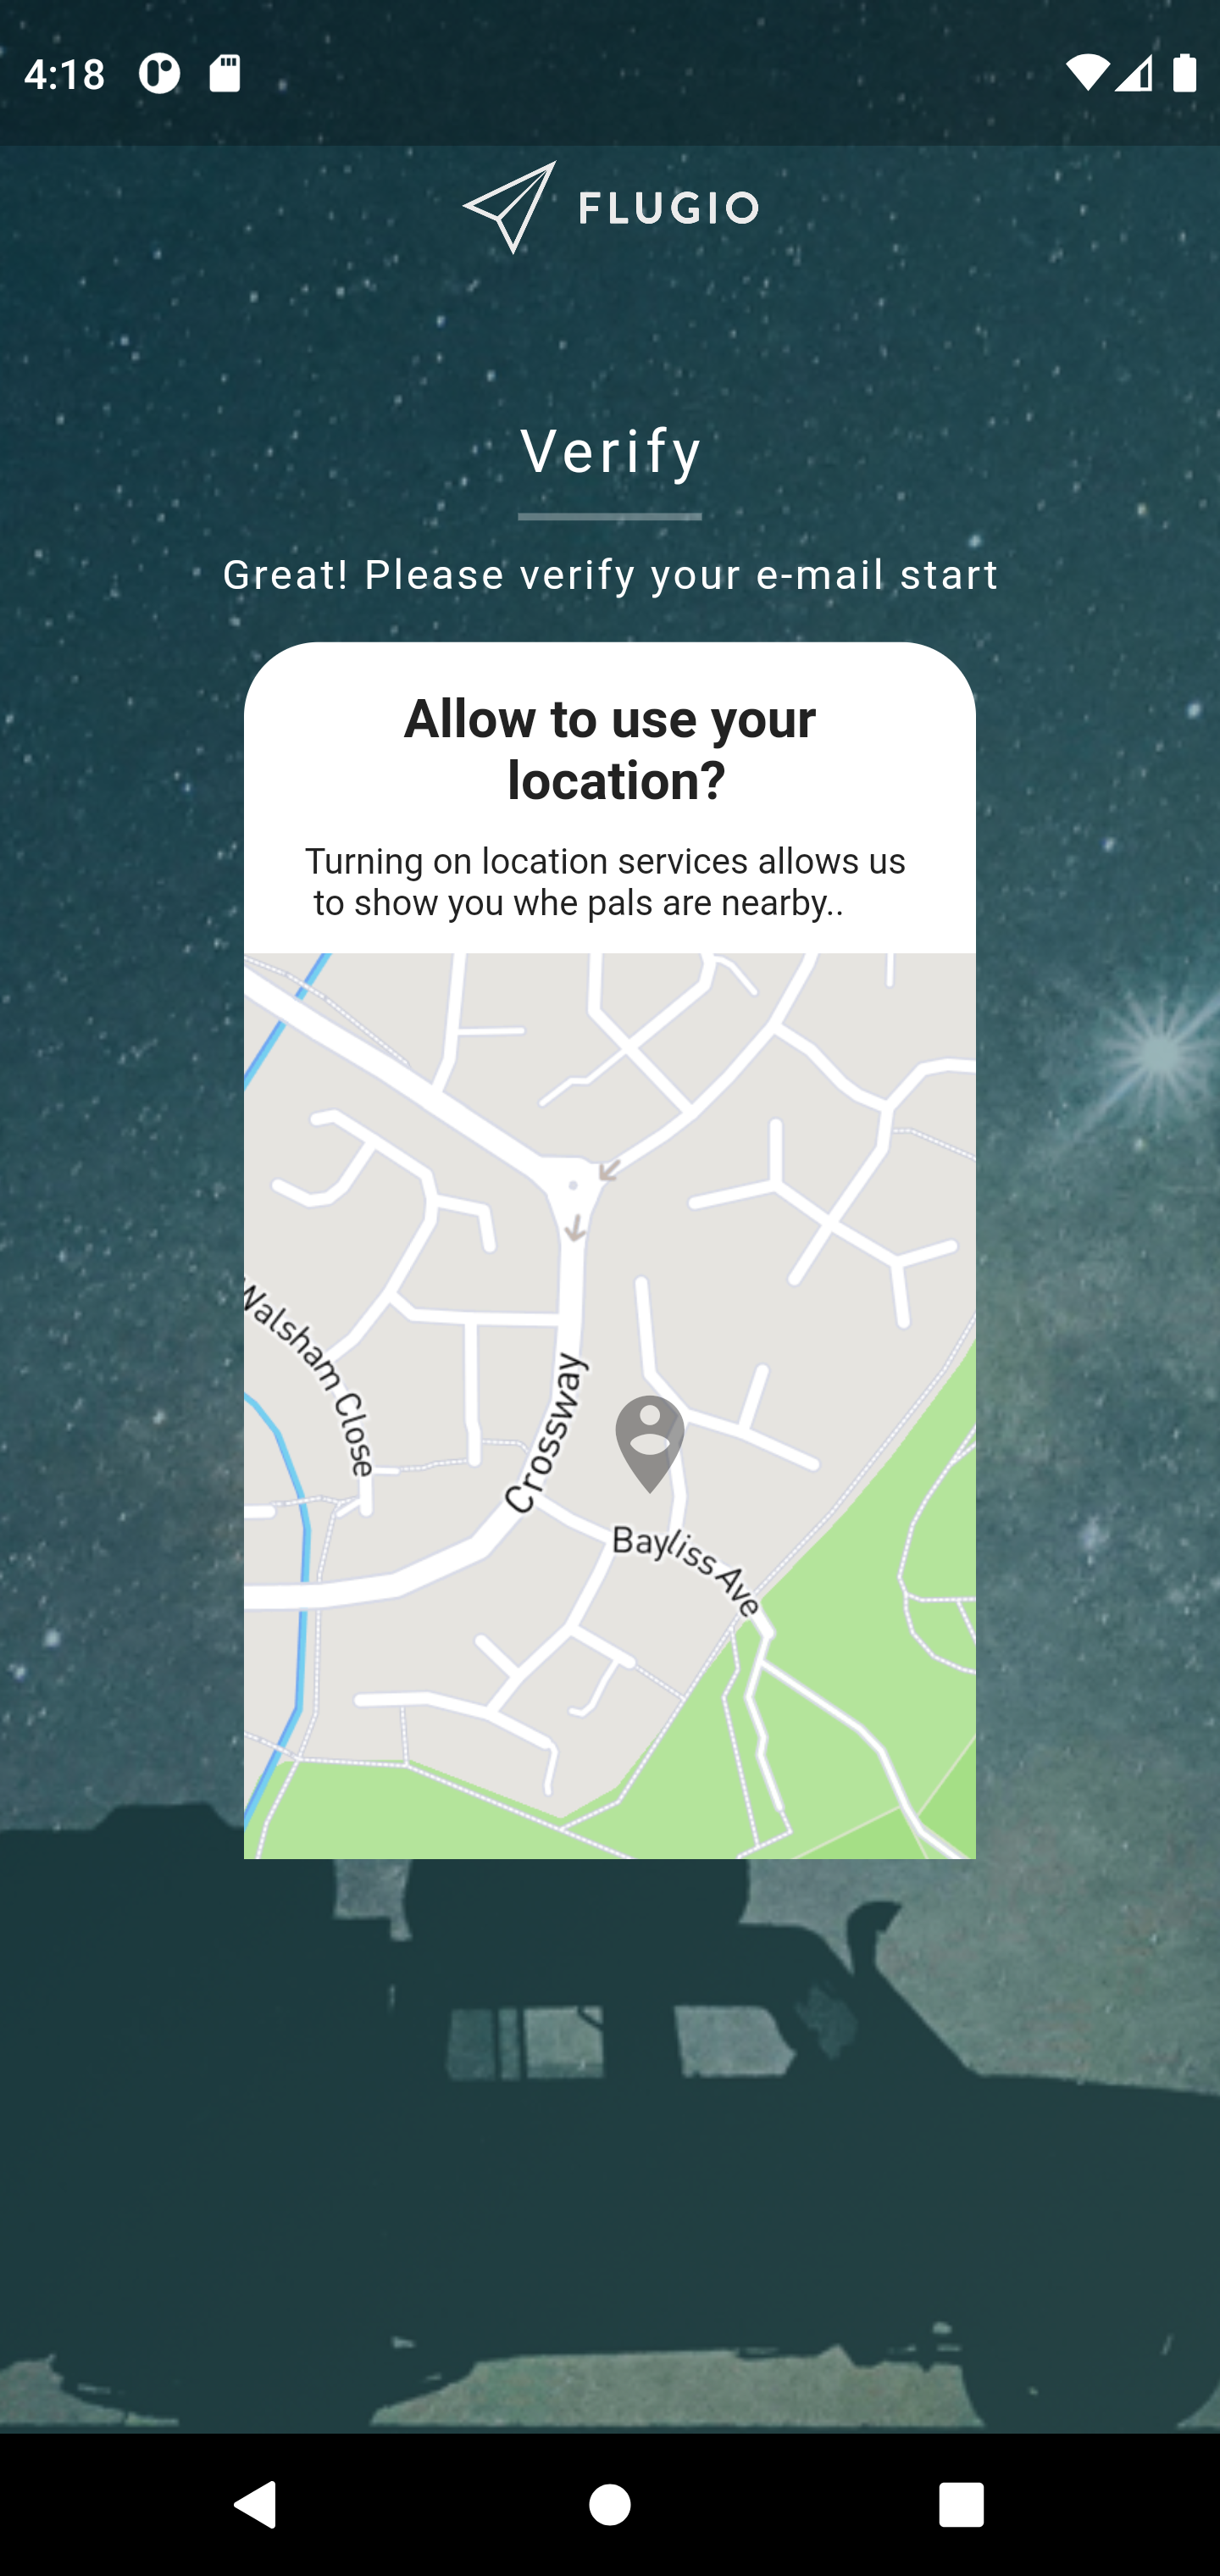 4:18
FLUGIO
Verify
Great! Please verify your e-mail start
Allow to use your
location?
Turning on location services allows us
to show you whe pals are nearby..
Walsham Close
Crossway
Bayliss Ave